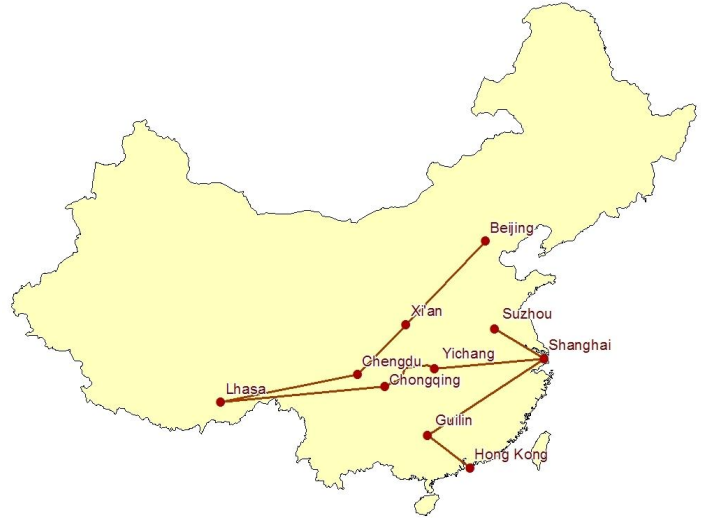 Beijing
Xi'an
Suzhou
Shanghai
Yichang
Chengdu
Chongqing
Lhasa
Guilin
Hong Kong